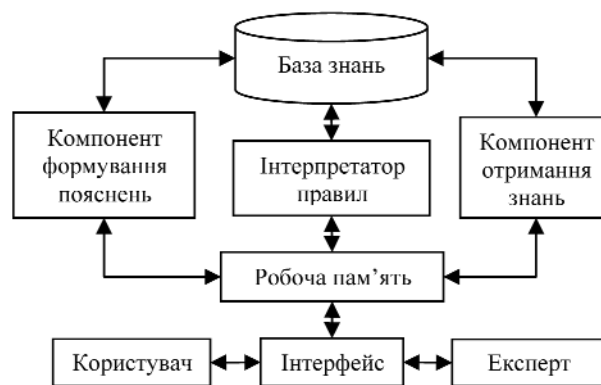 База знань
Компонент
формування
пояснень
Інтерпретатор
правил
Компонент
отримання
знань
Робоча пам’ять
Користувач
Інтерфейс
Експерт